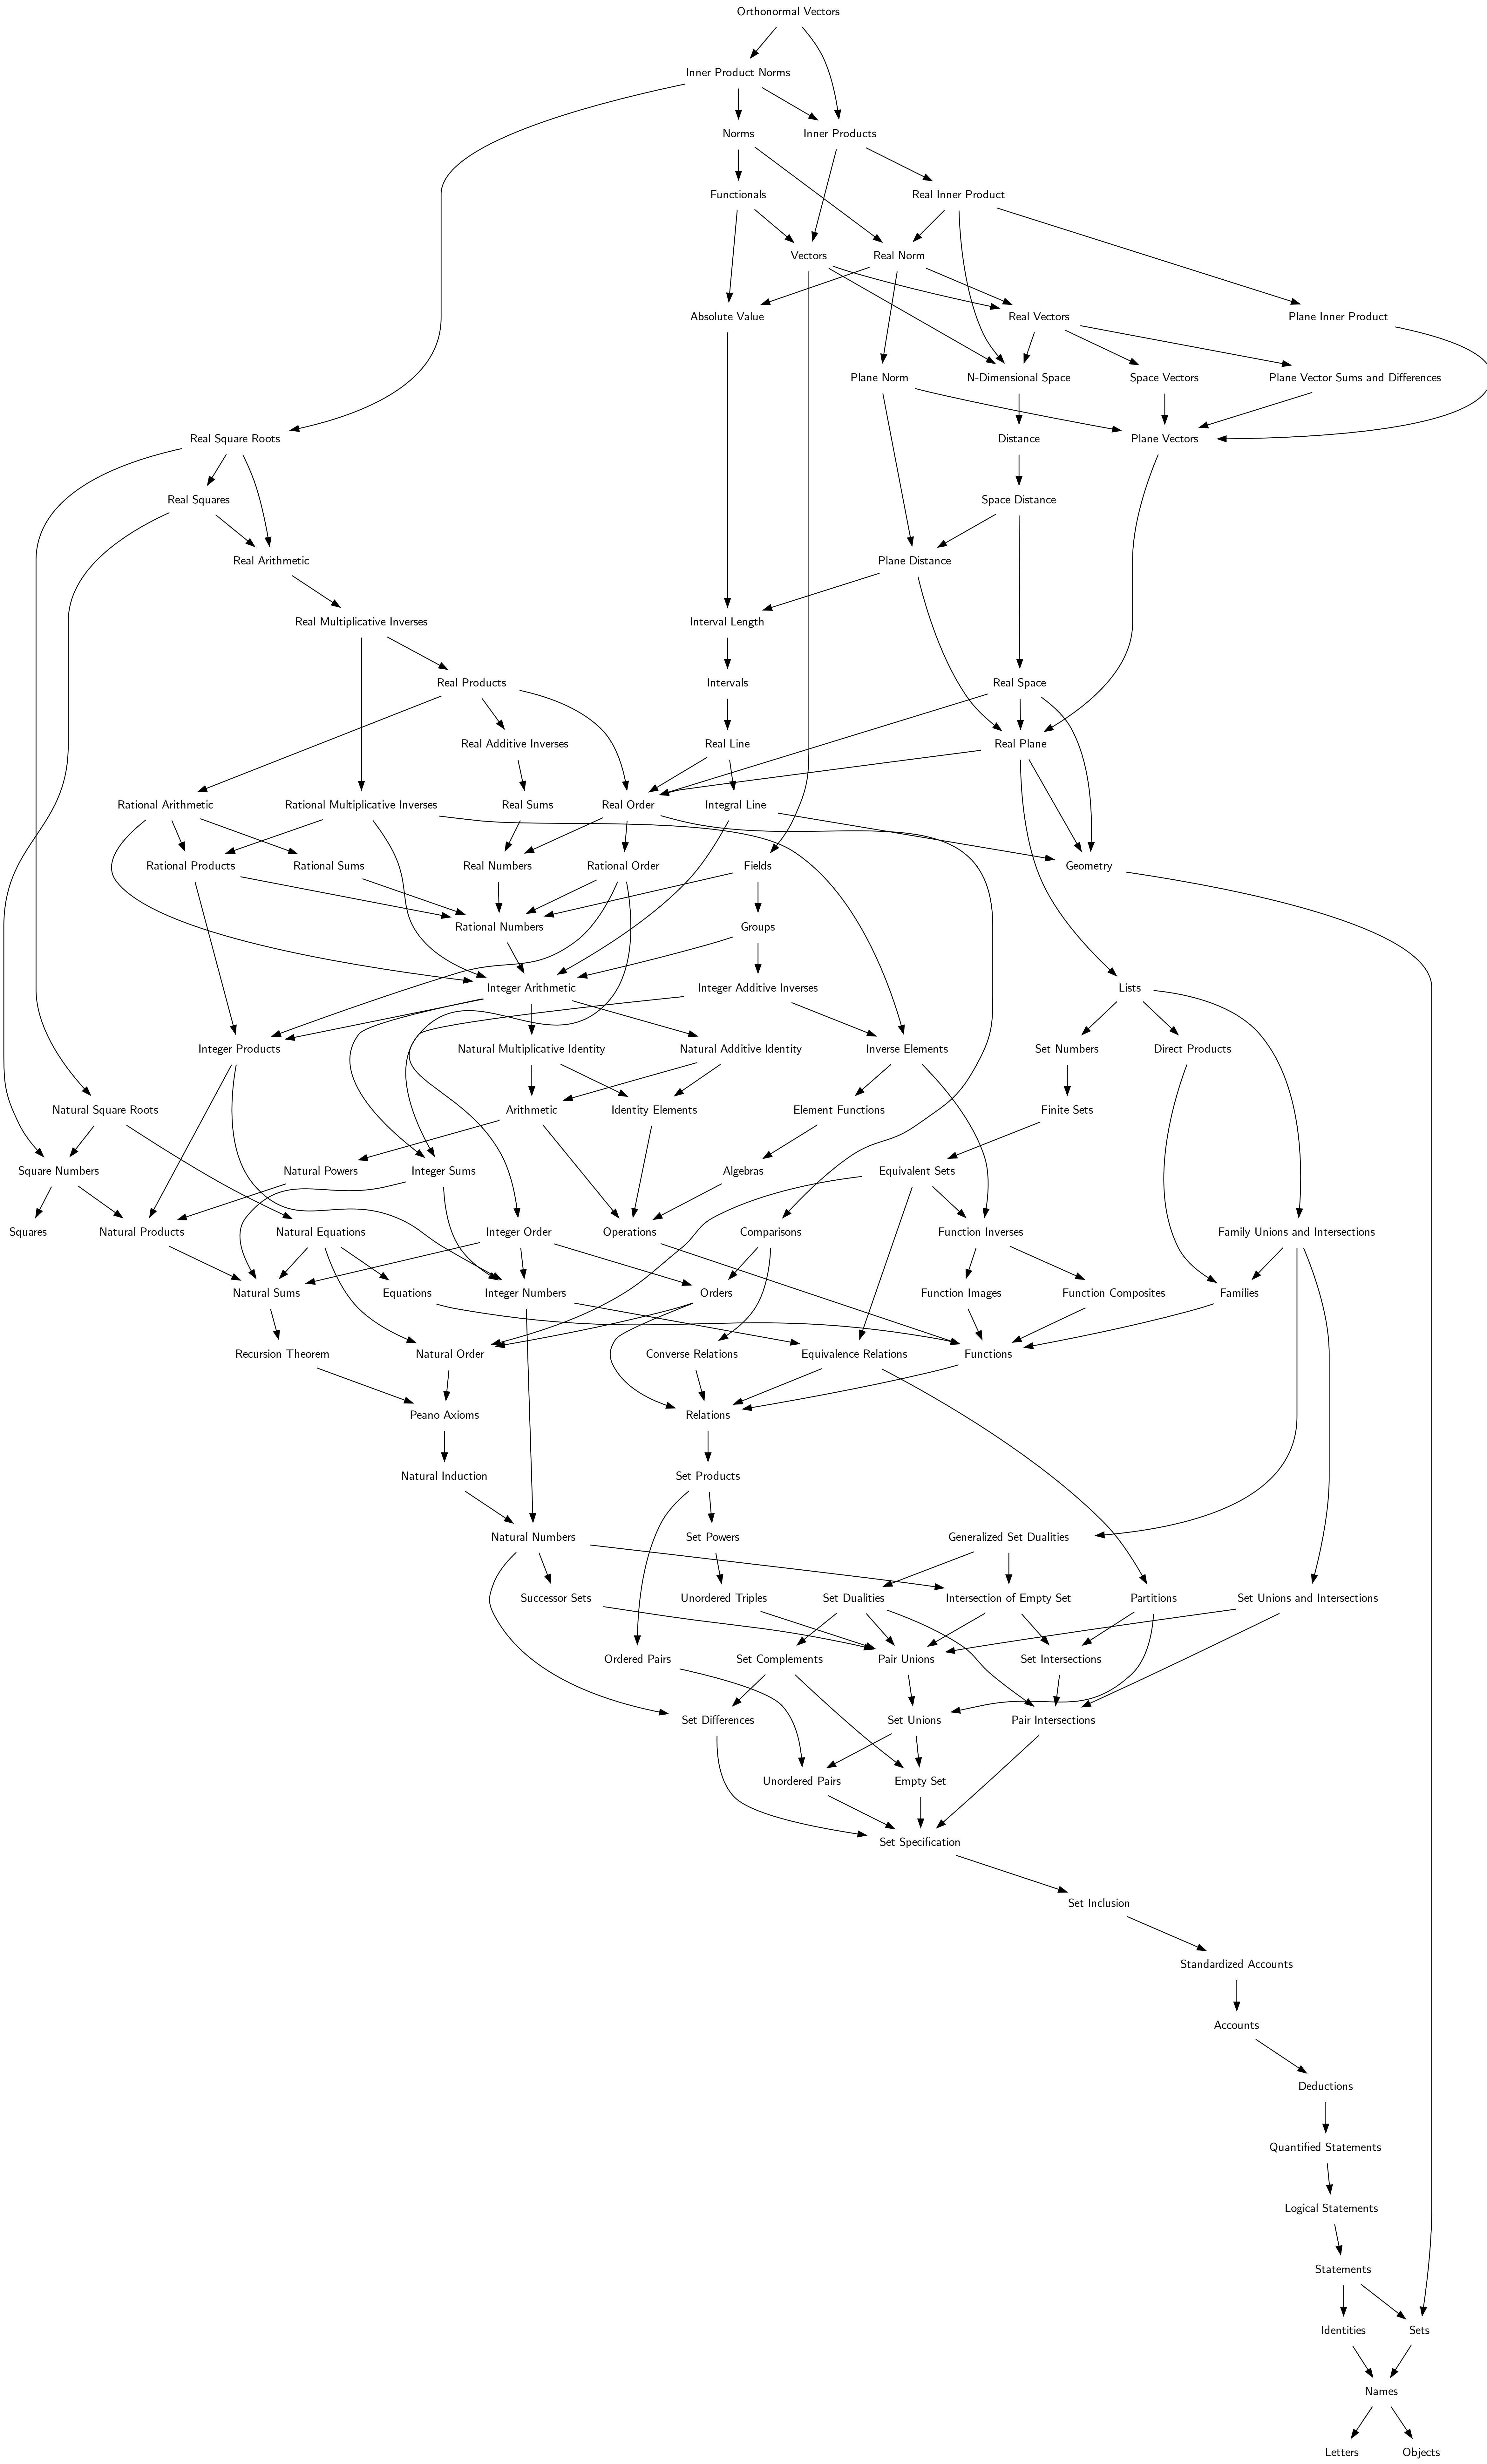 Orthonormal Vectors
Inner Product Norms
Norms
Inner Products
Functionals
Real Inner Product
Vectors
Real Norm
Absolute Value
Real Vectors
Plane Inner Product
Plane Norm
N-Dimensional Space
Space Vectors
Plane Vector Sums and Differences
Real Square Roots
Distance
Plane Vectors
Real Squares
Space Distance
Real Arithmetic
Plane Distance
Real Multiplicative Inverses
Interval Length
Real Products
Intervals
Real Space
Real Additive Inverses
Real Line
Real Plane
Rational Arithmetic
Rational Multiplicative Inverses
Real Sums
Real Order
Integral Line
Rational Products
Rational Sums
Real Numbers
Rational Order
Fields
Geometry
Rational Numbers
Groups
Integer Arithmetic
Integer Additive Inverses
Lists
Integer Products
Natural Multiplicative Identity
Natural Additive Identity
Inverse Elements
Set Numbers
Direct Products
Natural Square Roots
Arithmetic
Identity Elements
Element Functions
Finite Sets
Square Numbers
Natural Powers
Integer Sums
Algebras
Equivalent Sets
Squares
Natural Products
Natural Equations
Integer Order
Operations
Comparisons
Function Inverses
Family Unions and Intersections
Natural Sums
Equations
Integer Numbers
Orders
Function Images
Function Composites
Families
Recursion Theorem
Natural Order
Converse Relations
Equivalence Relations
Functions
Peano Axioms
Relations
Natural Induction
Set Products
Natural Numbers
Set Powers
Generalized Set Dualities
Successor Sets
Unordered Triples
Set Dualities
Intersection of Empty Set
Partitions
Set Unions and Intersections
Ordered Pairs
Set Complements
Pair Unions
Set Intersections
Set Differences
Set Unions
Pair Intersections
Unordered Pairs
Empty Set
Set Specification
Set Inclusion
Standardized Accounts
Accounts
Deductions
Quantified Statements
Logical Statements
Statements
Identities
Sets
Names
Letters
Objects